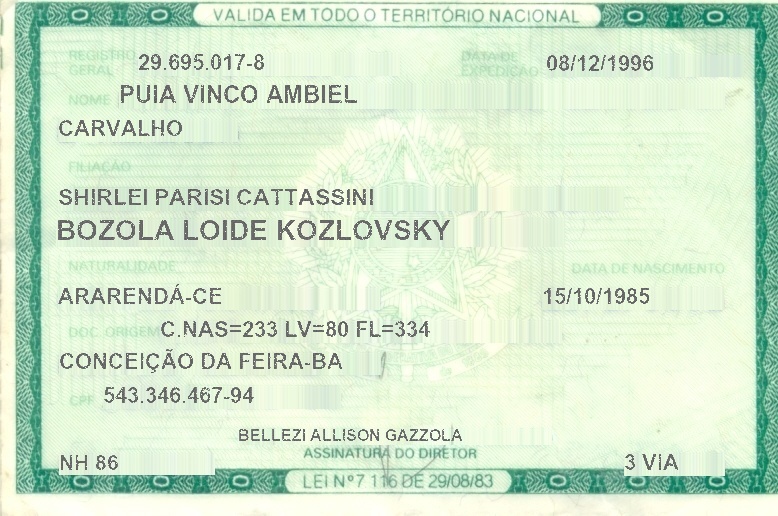 VALIDA EM TODO O TERRITÓRIO NACIONAL
REGISTRO GERAL 29.695.017-8 DATA DE EXPEDIÇÃO 08/12/1996
NOME PUIA VINCO AMBIEL
CARVALHO
FILIAÇÃO
SHIRLEI PARISI CATTASSINI
BOZOLA LOIDE KOZLOVSKY
NATURALIDADE DATA DE NASCIMENTO
ARARENDÁ-CE 15/10/1985
DOC. ORIGEM C.NAS=233 LV=80 FL=334
CONCEIÇÃO DA FEIRA-BA
CPF 543.346.467-94
BELLEZI ALLISON GAZZOLA
ASSINATURA DO DIRETOR
NH 86 3 VIA
LEI Nº 7 116 DE 29/08/83